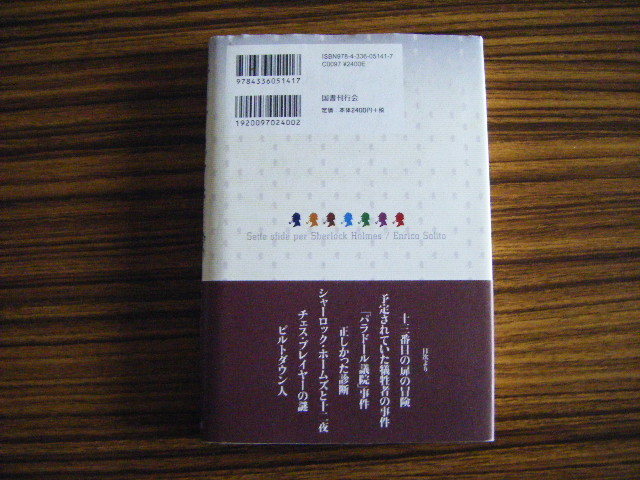 ISBN978-4-336-05141-7
C0097 ¥2400E
9784336051417
国書刊行会
定価 本体2400円+税
1920097024002
Sette sfide per Sherlock Holmes / Enrico Solito
目次より
十三番目の扉の冒険
予定されていた犠牲者の事件
『パラドール議院』事件
正しかった診断
シャーロック・ホームズと十二夜
チェス・プレイヤーの謎
ピルトダウン人